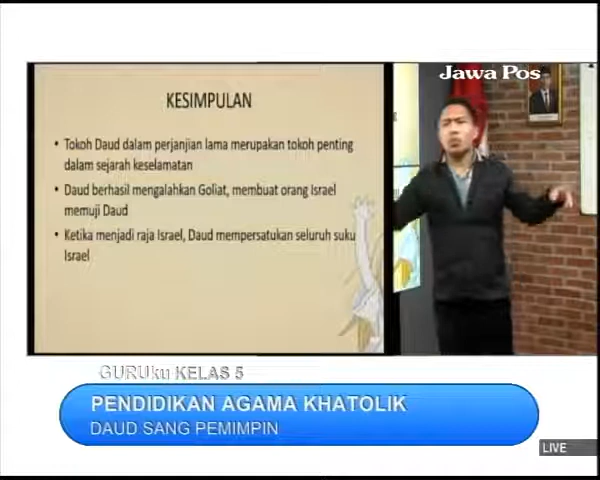 Jawa Pos
KESIMPULAN
• Tokoh Daud dalam perjanjian lama merupakan tokoh penting
dalam sejarah keselamatan
• Daud berhasil mengalahkan Goliat, membuat orang Israel
memuji Daud
• Ketika menjadi raja Israel, Daud mempersatukan seluruh suku
Israel
GURUku KELAS 5
PENDIDIKAN AGAMA KHATOLIK
DAUD SANG PEMIMPIN
LIVE